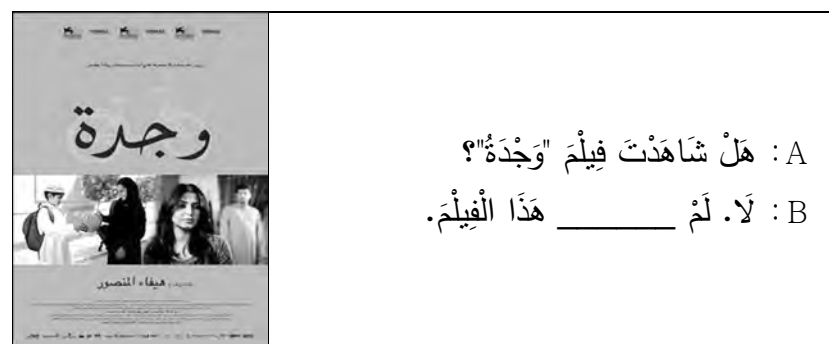 وجدة
هيفاء المنصور
A : هَلْ شَاهَدْتَ فِيلْمَ "وَجْدَةُ"؟
B : لَا. لَمْ ______ هَذَا الْفِيلْمَ.